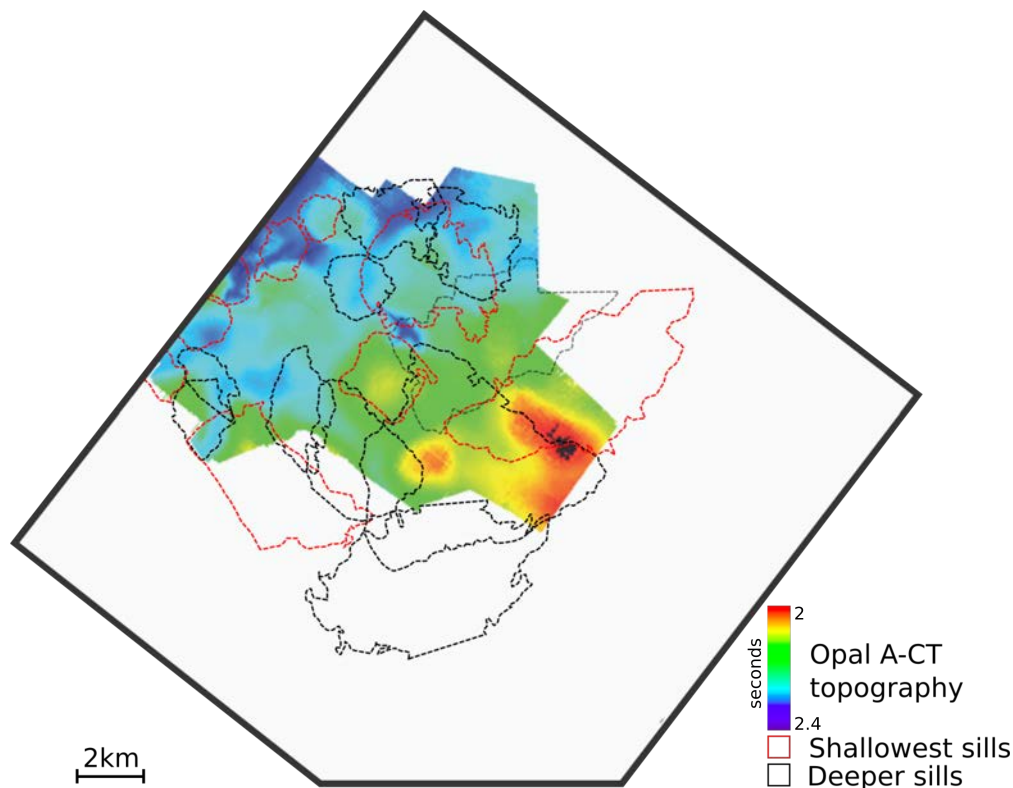 2
seconds
Opal A-CT
topography
2.4
Shallowest sills
Deeper sills
2km